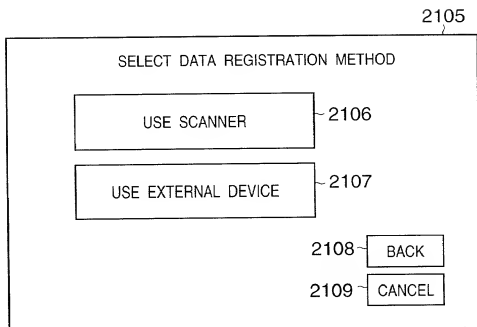 2105
SELECT DATA REGISTRATION METHOD
USE SCANNER 2106
USE EXTERNAL DEVICE 2107
2108 BACK
2109 CANCEL